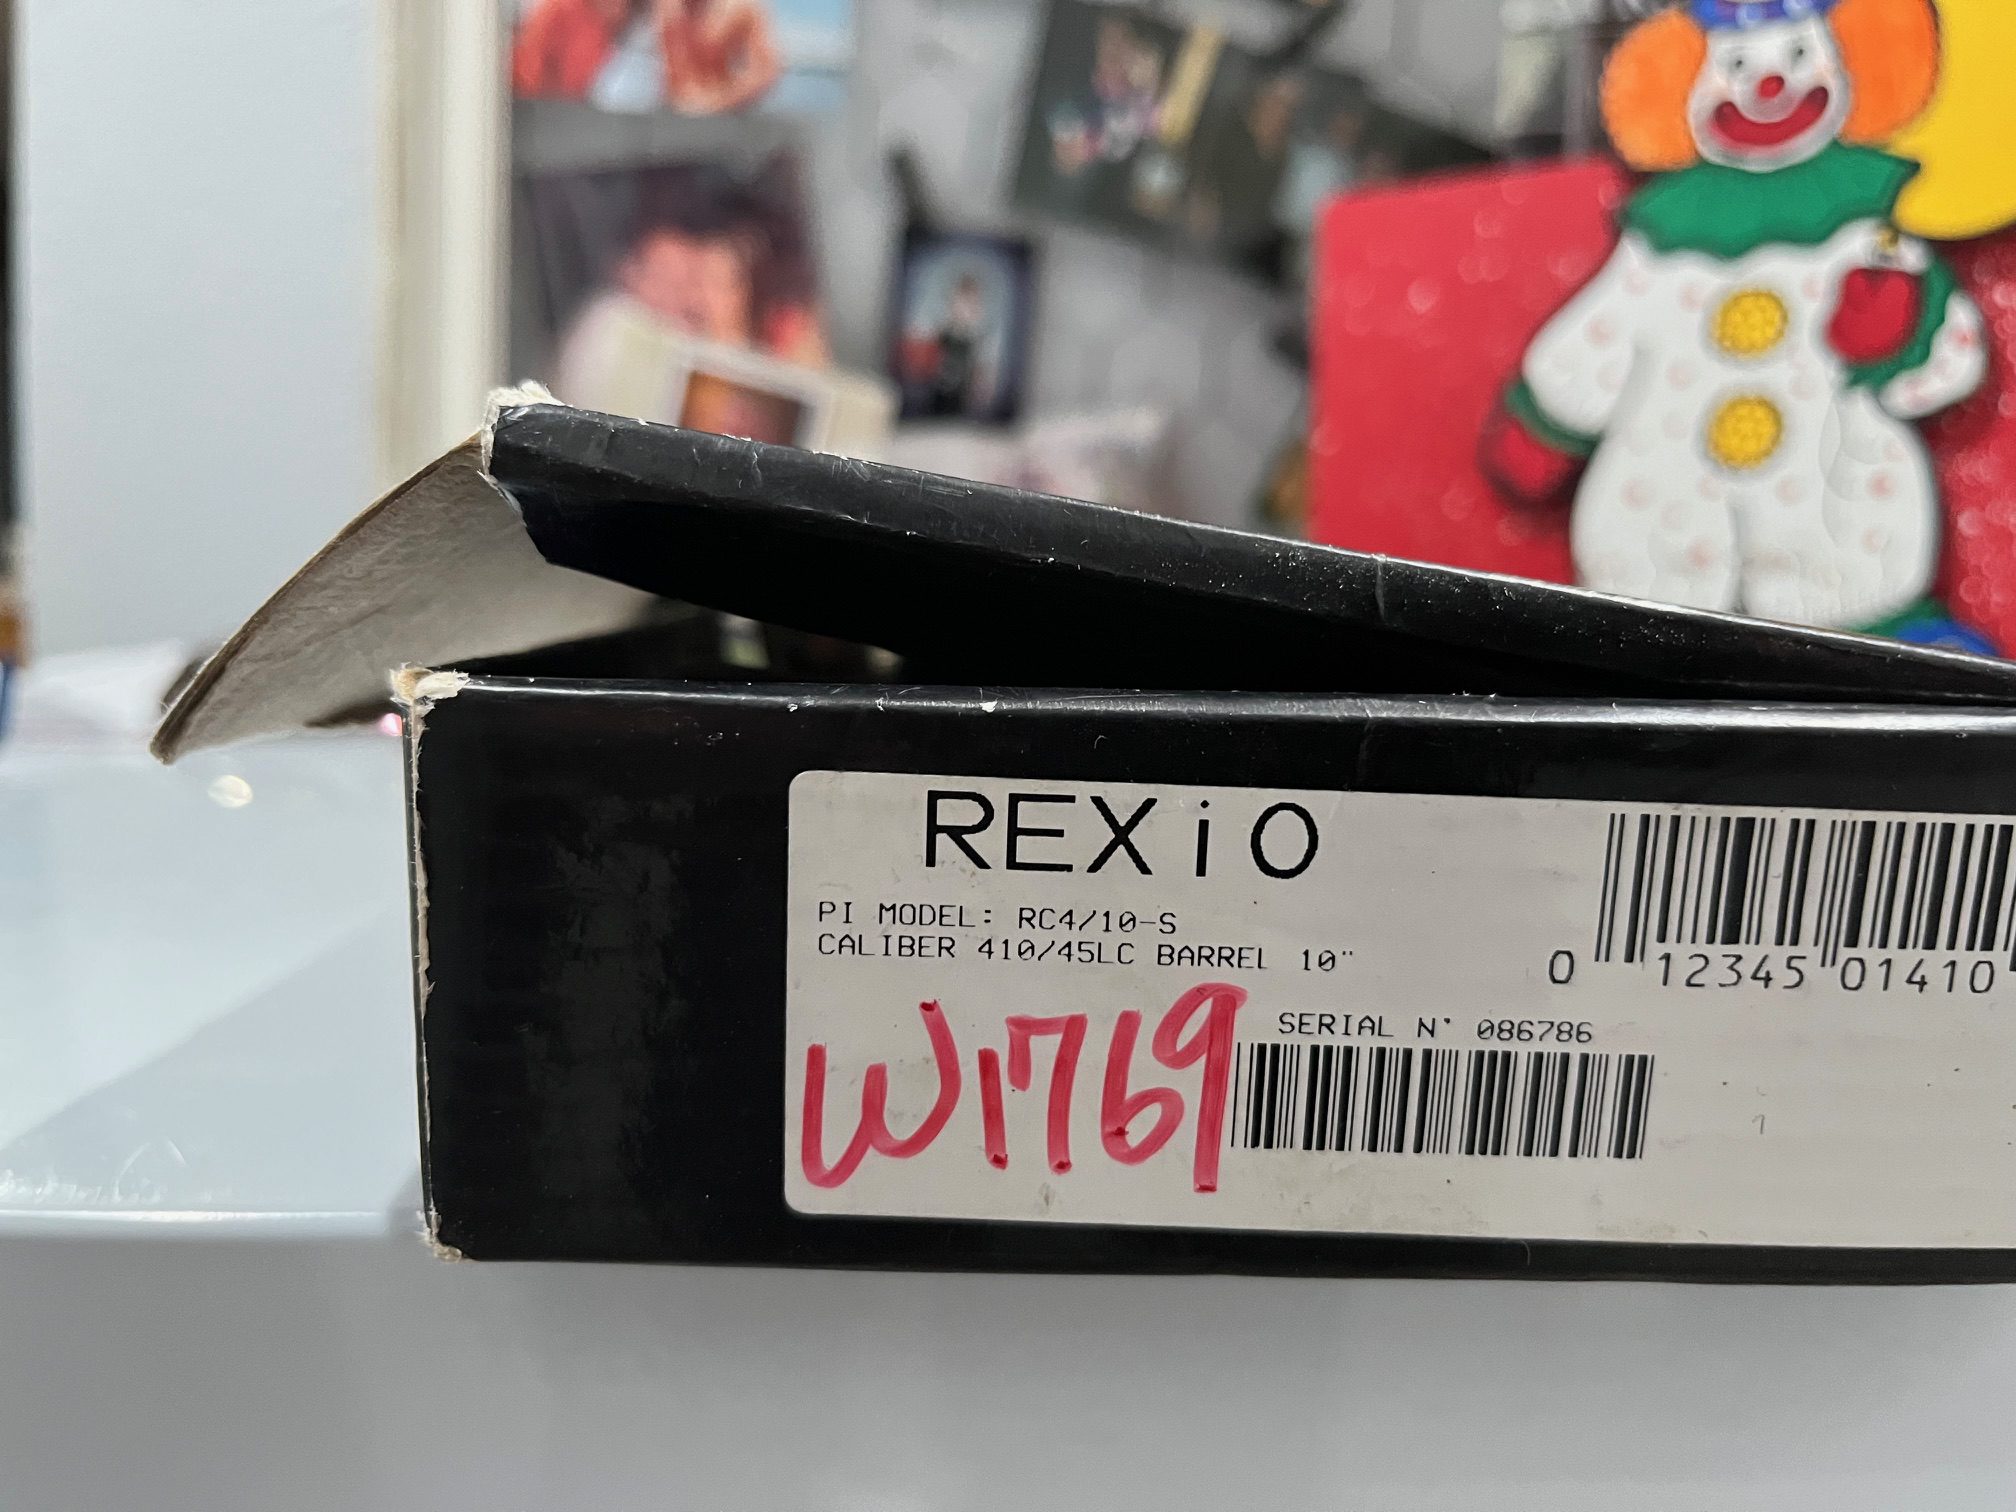 REXiO
PI MODEL: RC4/10-S
CALIBER 410/45LC BARREL 10"
0 12345 01410
W1769
SERIAL N° 086786